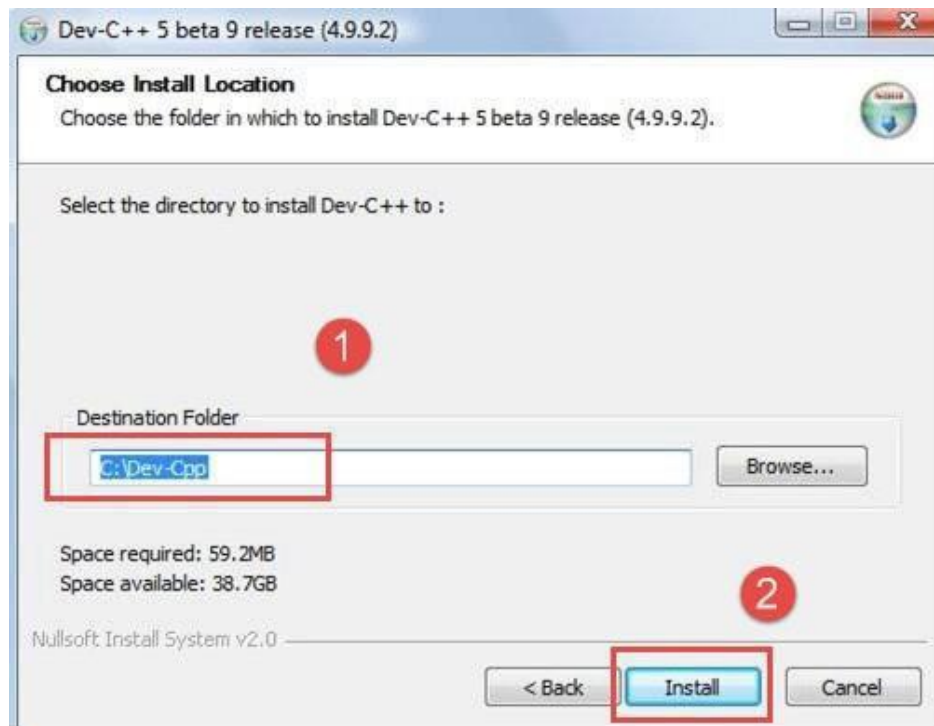 Dev-C++ 5 beta 9 release (4.9.9.2)
Choose Install Location
Choose the folder in which to install Dev-C++ 5 beta 9 release (4.9.9.2).
Select the directory to install Dev-C++ to :
1
Destination Folder
C:\Dev-Cpp
Browse...
Space required: 59.2MB
Space available: 38.7GB
2
Nullsoft Install System v2.0
< Back Install Cancel